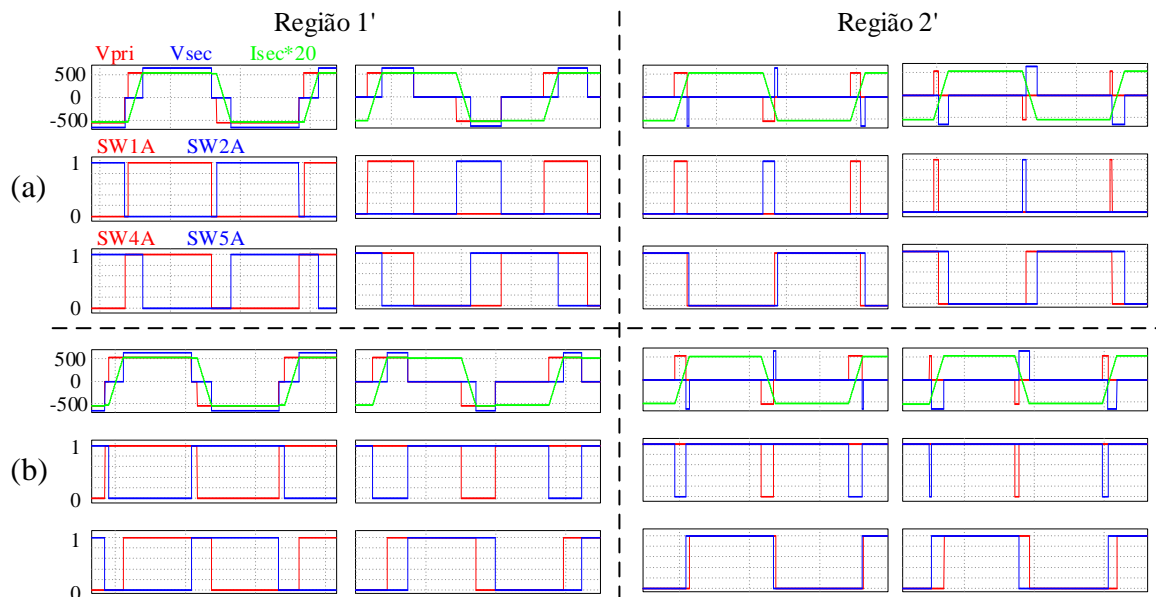 Região 1'
Região 2'
Vpri Vsec Isec*20
500
0
-500
SW1A SW2A
1
0
(a)
SW4A SW5A
1
0
500
0
-500
1
0
(b)
1
0